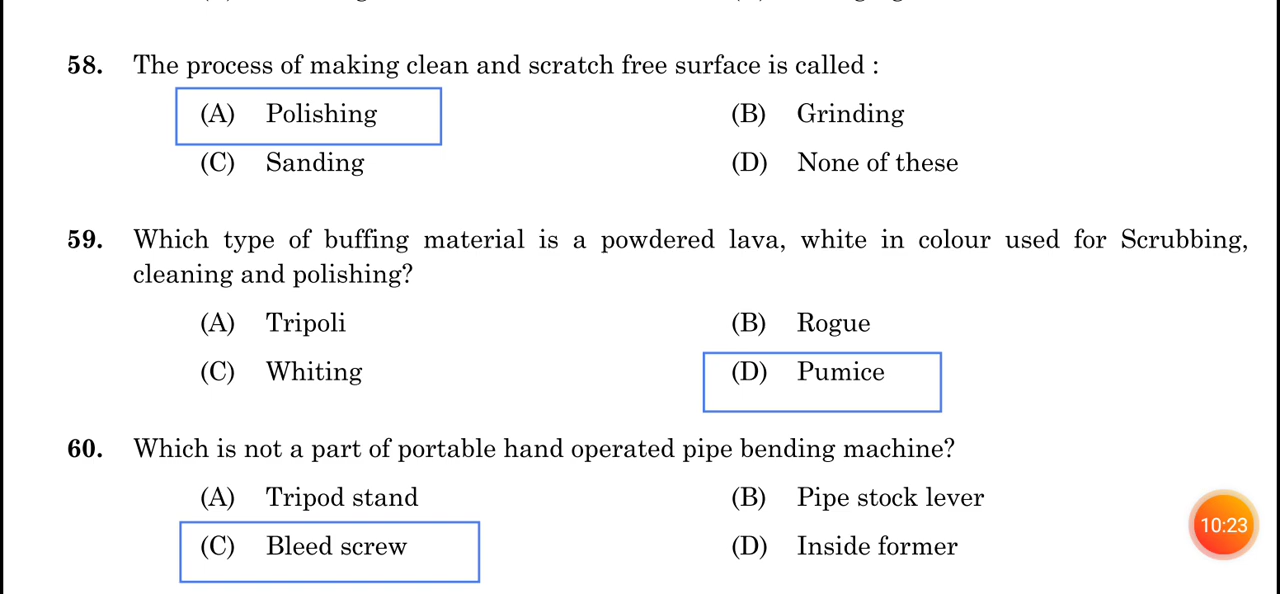 58. The process of making clean and scratch free surface is called :
(A) Polishing (B) Grinding
(C) Sanding (D) None of these
59. Which type of buffing material is a powdered lava, white in colour used for Scrubbing,
cleaning and polishing?
(A) Tripoli (B) Rogue
(C) Whiting (D) Pumice
60. Which is not a part of portable hand operated pipe bending machine?
(A) Tripod stand (B) Pipe stock lever
(C) Bleed screw (D) Inside former
10:23